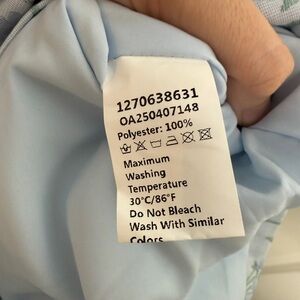 1270638631
OA250407148
Polyester: 100%
Maximum
Washing
Temperature
30°C/86°F
Do Not Bleach
Wash With Similar
Colors